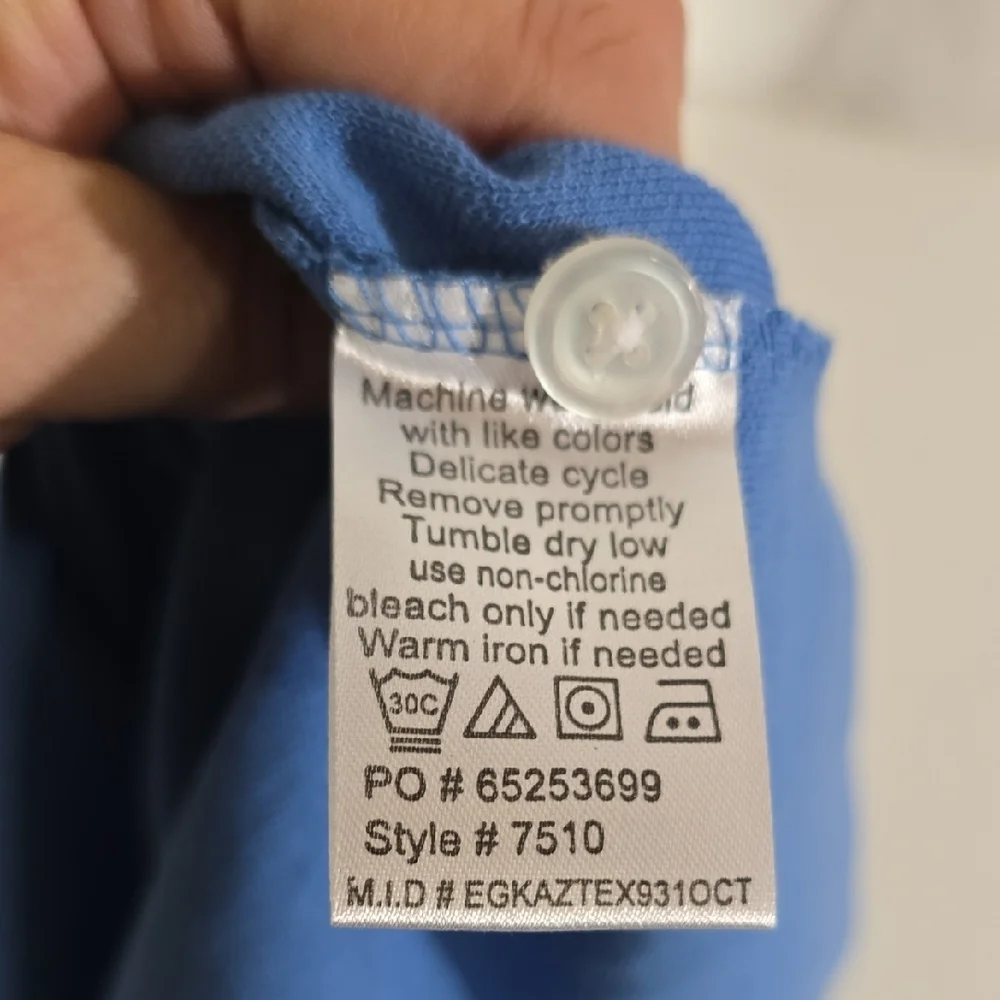 Machine
with like colors
Delicate cycle
Remove promptly
Tumble dry low
use non-chlorine
bleach only if needed
Warm iron if needed
30C
PO # 65253699
Style # 7510
M.I.D # EGKAZTEX931OCT